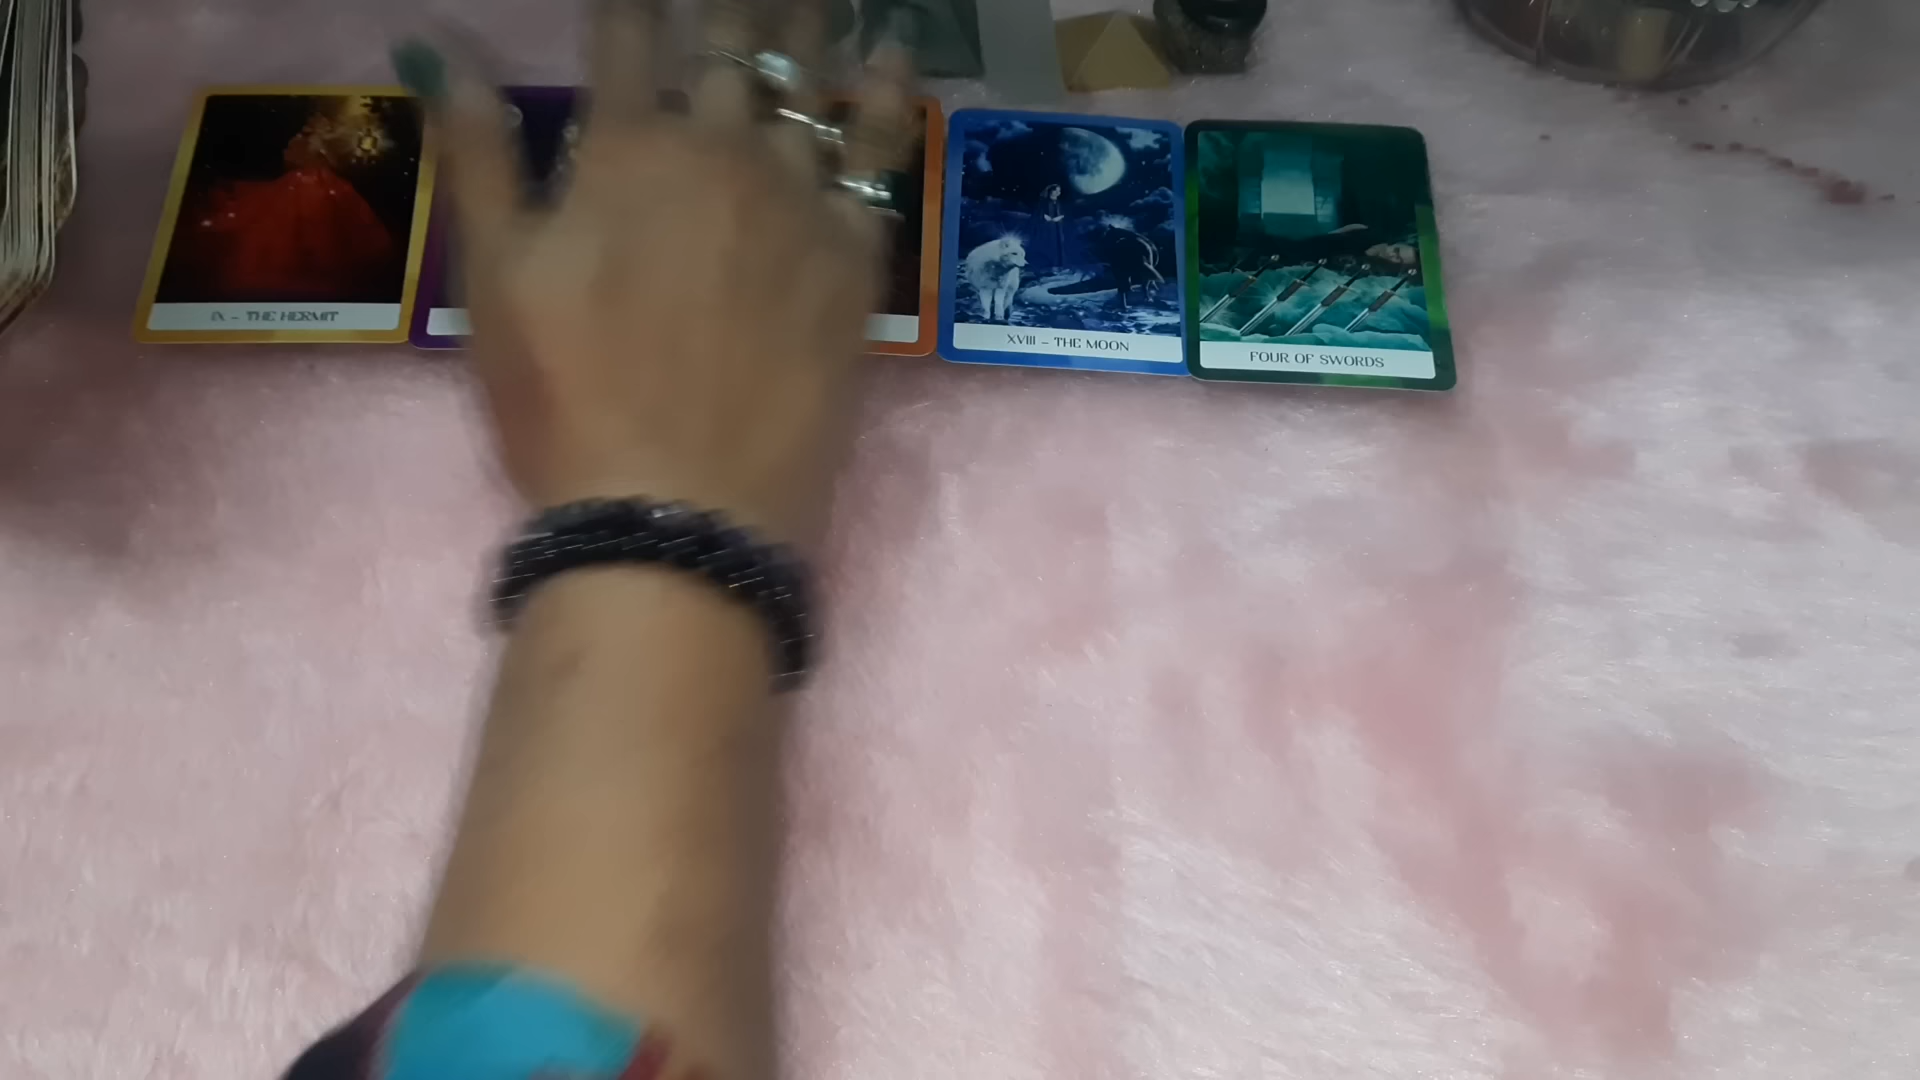 IX – THE HERMIT
XVIII – THE MOON
FOUR OF SWORDS